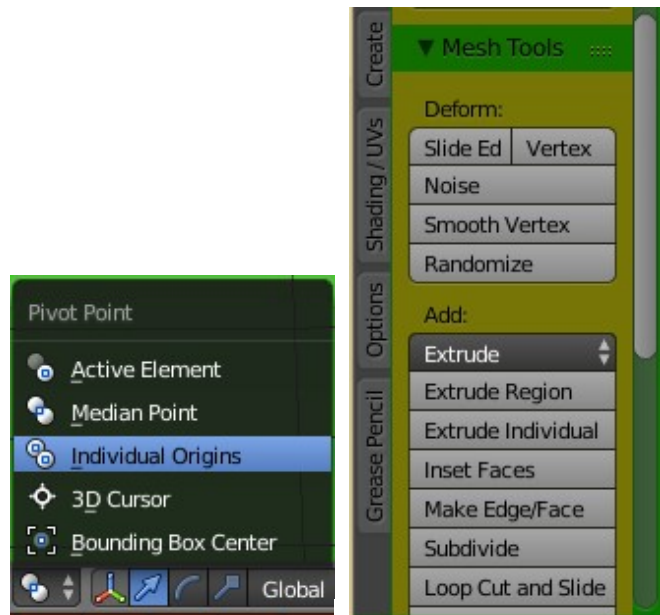 Pivot Point
Active Element
Median Point
Individual Origins
3D Cursor
Bounding Box Center
Global
Create
Shading / UVs
Options
Grease Pencil
Mesh Tools
Deform:
Slide Ed Vertex
Noise
Smooth Vertex
Randomize
Add:
Extrude
Extrude Region
Extrude Individual
Inset Faces
Make Edge/Face
Subdivide
Loop Cut and Slide